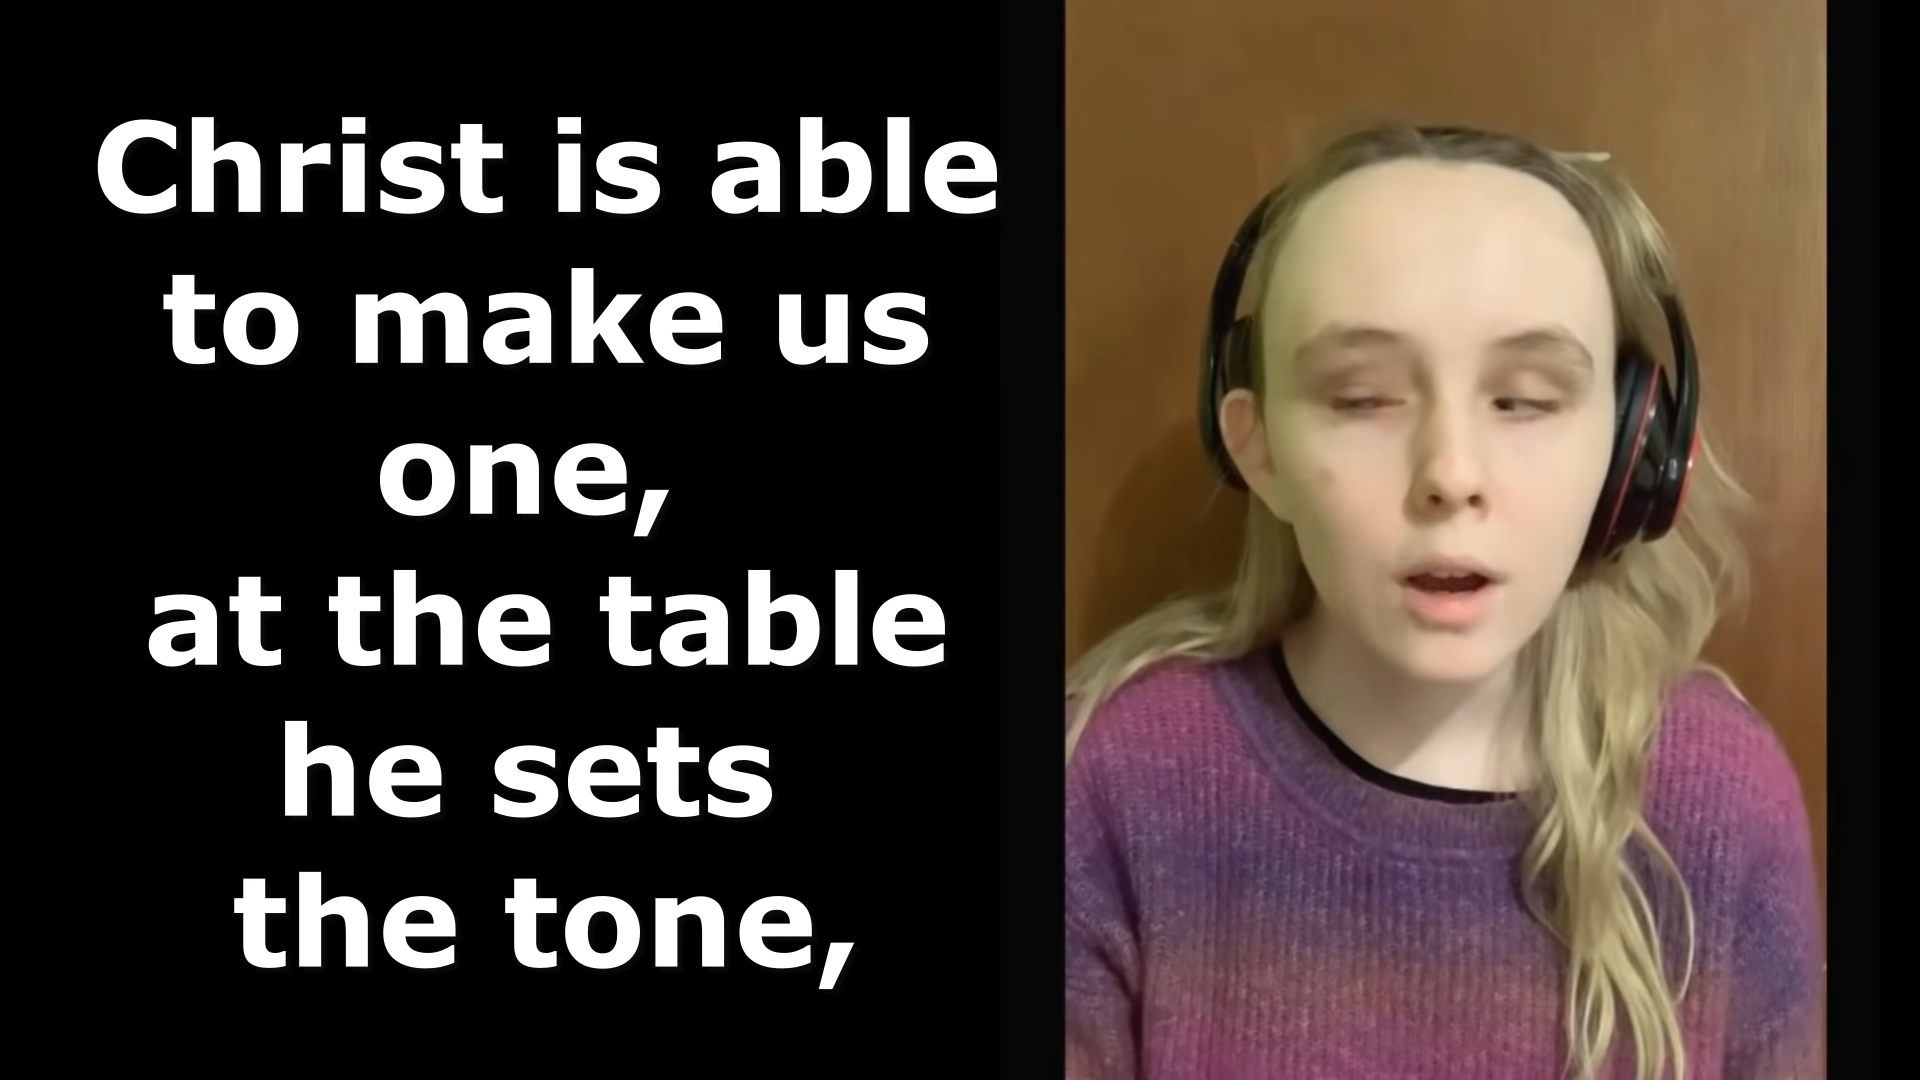 Christ is able
to make us
one,
at the table
he sets
the tone,